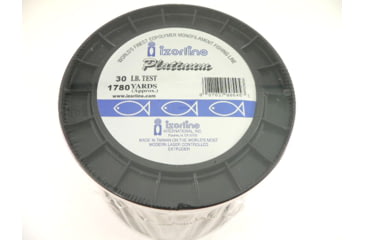 WORLD'S FINEST COPOLYMER MONOFILAMENT FISHING LINE
izorline
Platinum
30 LB. TEST
1780 YARDS
(Approx.)
www.izorline.com
izorline
INTERNATIONAL, INC.
MADE IN TAIWAN ON THE WORLD'S MOST
MODERN LASER CONTROLLED
EXTRUDER